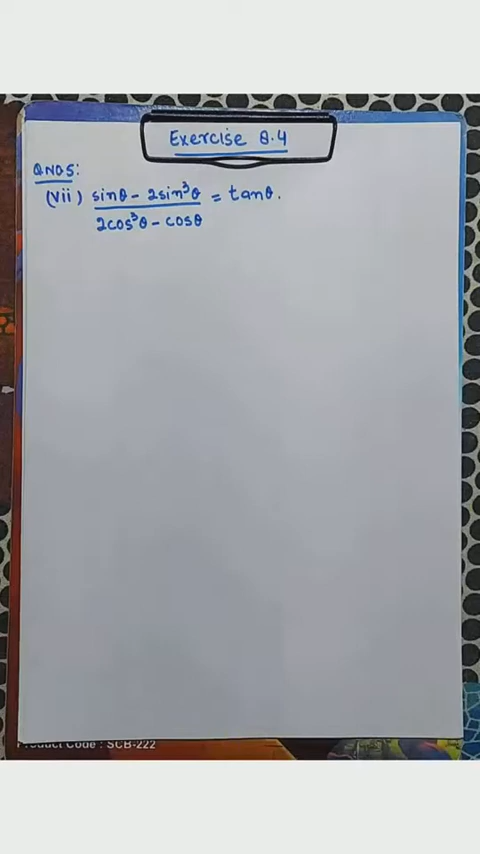 Exercise 8.4
QNO5:
(vii) sinθ - 2sin³θ = tanθ.
2cos³θ - cosθ
Product Code : SCB-222